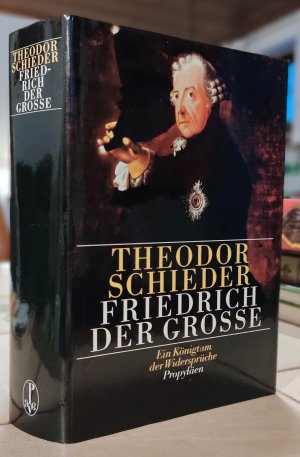 THEODOR
SCHIEDER
FRIED-
RICH
DER
GROSSE
THEODOR
SCHIEDER
FRIEDRICH
DER GROSSE
Ein Königtum
der Widersprüche
Propyläen